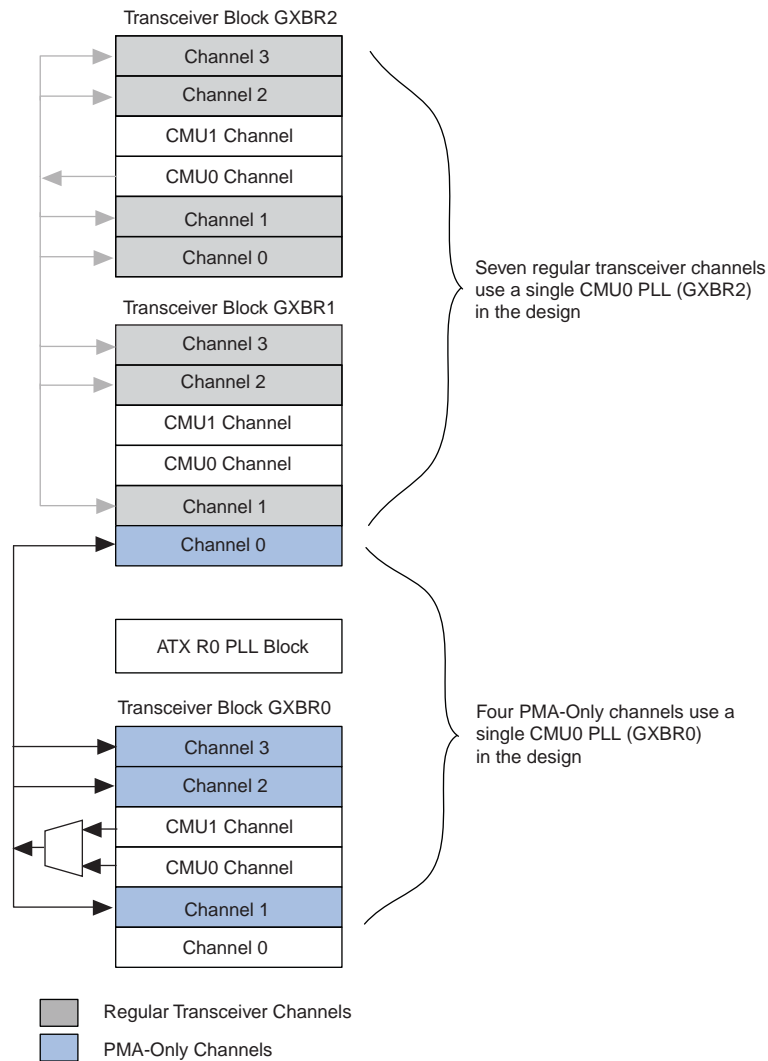 Transceiver Block GXBR2
Channel 3
Channel 2
CMU1 Channel
CMU0 Channel
Channel 1
Channel 0
Seven regular transceiver channels
use a single CMU0 PLL (GXBR2)
in the design
Transceiver Block GXBR1
Channel 3
Channel 2
CMU1 Channel
CMU0 Channel
Channel 1
Channel 0
ATX R0 PLL Block
Transceiver Block GXBR0
Four PMA-Only channels use a
single CMU0 PLL (GXBR0)
in the design
Channel 3
Channel 2
CMU1 Channel
CMU0 Channel
Channel 1
Channel 0
Regular Transceiver Channels
PMA-Only Channels